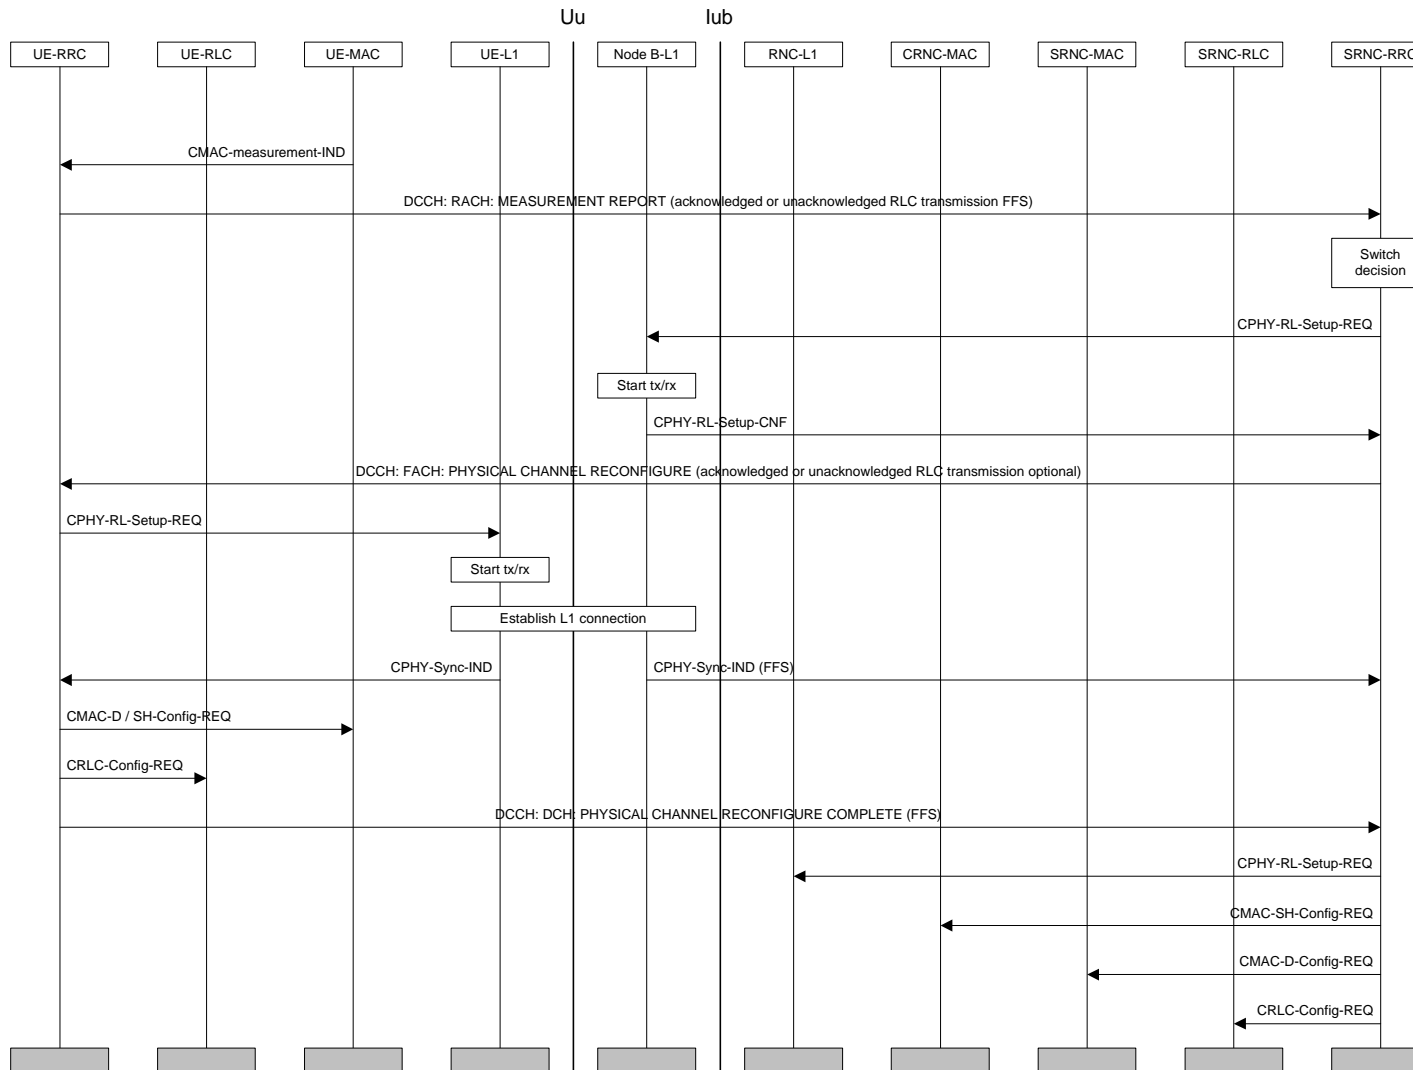 Uu
Iub
UE-RRC
UE-RLC
UE-MAC
UE-L1
Node B-L1
RNC-L1
CRNC-MAC
SRNC-MAC
SRNC-RLC
SRNC-RRC
CMAC-measurement-IND
DCCH: RACH: MEASUREMENT REPORT (acknowledged or unacknowledged RLC transmission FFS)
Switch
decision
CPHY-RL-Setup-REQ
Start tx/rx
CPHY-RL-Setup-CNF
DCCH: FACH: PHYSICAL CHANNEL RECONFIGURE (acknowledged or unacknowledged RLC transmission optional)
CPHY-RL-Setup-REQ
Start tx/rx
Establish L1 connection
CPHY-Sync-IND
CPHY-Sync-IND (FFS)
CMAC-D / SH-Config-REQ
CRLC-Config-REQ
DCCH: DCH: PHYSICAL CHANNEL RECONFIGURE COMPLETE (FFS)
CPHY-RL-Setup-REQ
CMAC-SH-Config-REQ
CMAC-D-Config-REQ
CRLC-Config-REQ